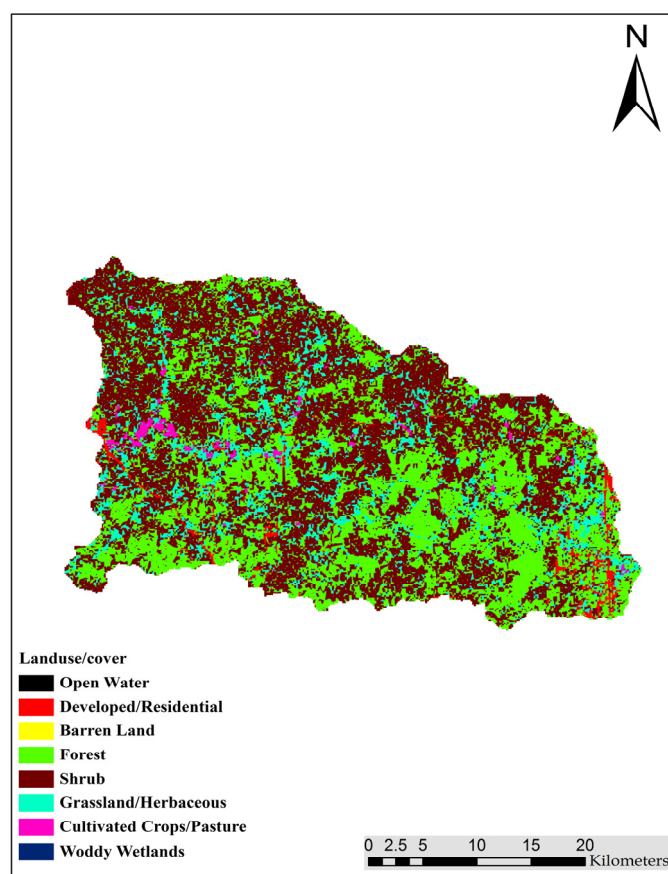 N
Landuse/cover
Open Water
Developed/Residential
Barren Land
Forest
Shrub
Grassland/Herbaceous
Cultivated Crops/Pasture
Woddy Wetlands
0 2.5 5 10 15 20
Kilometers